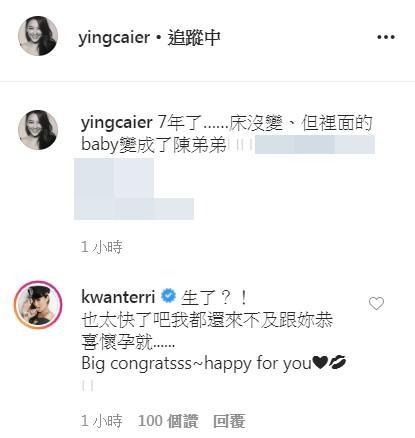 yingcaier • 追蹤中
yingcaier 7年了......床沒變、但裡面的
baby變成了陳弟弟
1 小時
kwanterri 生了？！
也太快了吧我都還來不及跟妳恭
喜懷孕就......
Big congratsss~happy for you♥💋
1 小時 100 個讚 回覆